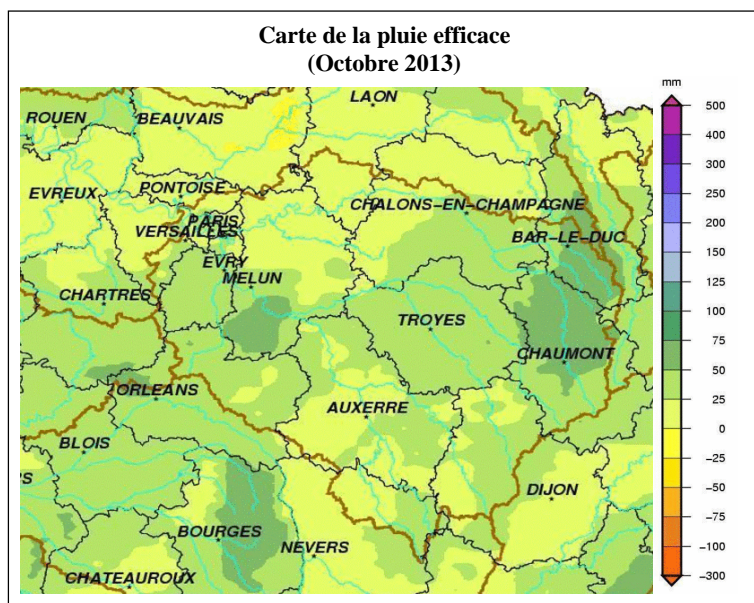 Carte de la pluie efficace
(Octobre 2013)
mm
500
400
300
250
200
150
125
100
75
50
25
0
-25
-50
-75
-100
-300
LAON
ROUEN
BEAUVAIS
PONTOISE
EVREUX
CHALONS-EN-CHAMPAGNE
PARIS
VERSAILLES
BAR-LE-DUC
EVRY
MELUN
CHARTRES
TROYES
CHAUMONT
ORLEANS
AUXERRE
BLOIS
S
DIJON
BOURGES
NEVERS
CHATEAUROUX